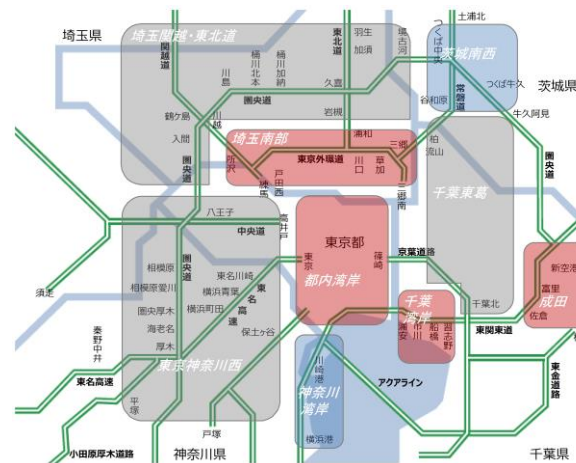 埼玉県
埼玉関越・東北道
関越道
川島
桶川北本
桶川加納
東北道
羽生
加須
久喜
境古河
つくば中央
土浦北
茨城南西
つくば牛久
茨城県
常磐道
谷和原
牛久阿見
圏央道
鶴ケ島
川越
圏央道
岩槻
入間
圏央道
埼玉南部
浦和
三郷
柏
流山
所沢
東京外環道
川口
草加
練馬
戸田西
三郷南
千葉東葛
八王子
中央道
高井戸
東京都
東京
篠崎
都内湾岸
京葉道路
新空港
富里
成田
佐倉
須走
相模原
圏央道
相模原愛川
圏央厚木
海老名
厚木
東名川崎
横浜青葉
横浜町田
東名高速
保土ヶ谷
秦野中井
東名高速
東京神奈川西
平塚
小田原厚木道路
戸塚
神奈川県
川崎港
神奈川湾岸
横浜港
千葉湾岸
浦安
市川
船橋
習志野
千葉北
東関東道
アクアライン
東金道路
千葉県